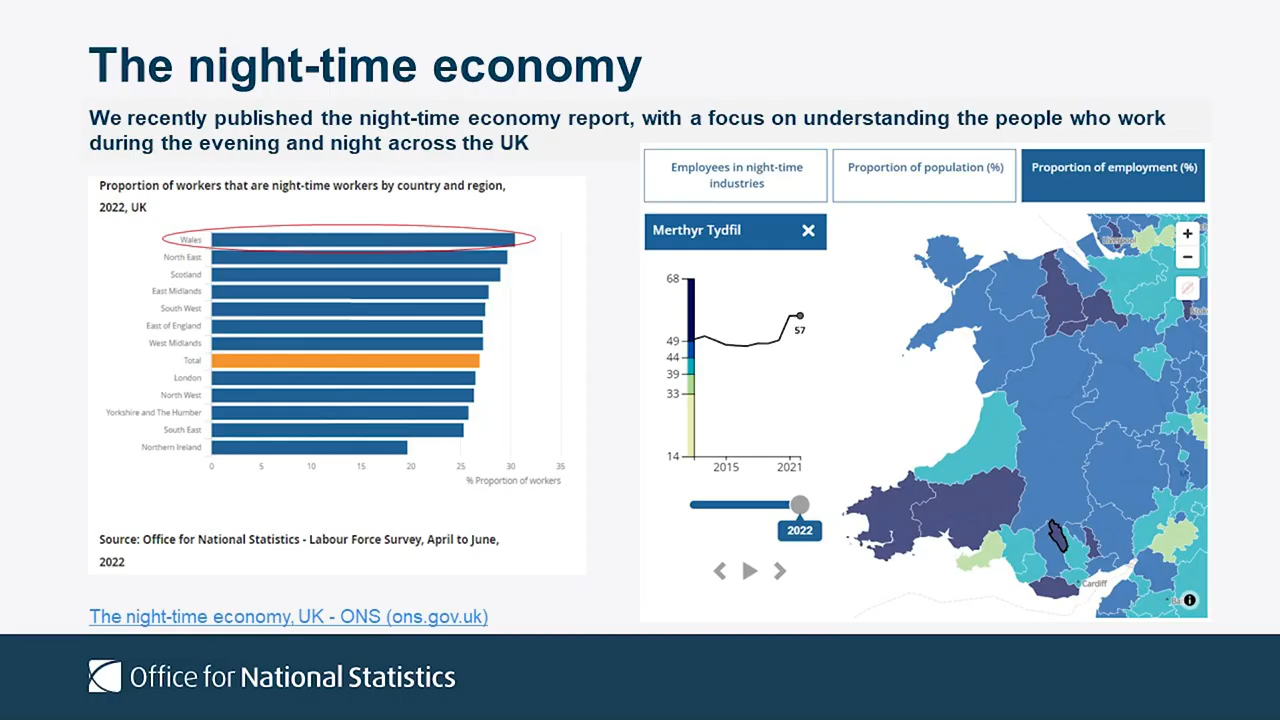 The night-time economy
We recently published the night-time economy report, with a focus on understanding the people who work
during the evening and night across the UK
Proportion of workers that are night-time workers by country and region,
2022, UK
Wales
North East
Scotland
East Midlands
South West
East of England
West Midlands
Total
London
North West
Yorkshire and The Humber
South East
Northern Ireland
0 5 10 15 20 25 30 35
% Proportion of workers
Source: Office for National Statistics - Labour Force Survey, April to June,
2022
The night-time economy, UK - ONS (ons.gov.uk)
Employees in night-time
industries
Proportion of population (%)
Proportion of employment (%)
Merthyr Tydfil
68
57
49
44
39
33
14
2015 2021
2022
Liverpool
Cardiff
Office for National Statistics